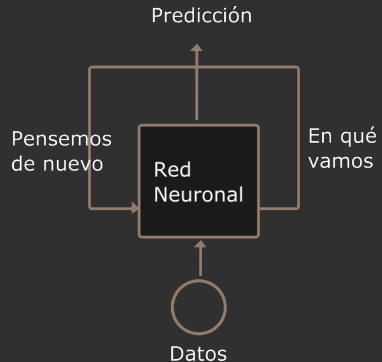 Predicción
Pensemos
de nuevo
En qué
vamos
Red
Neuronal
Datos